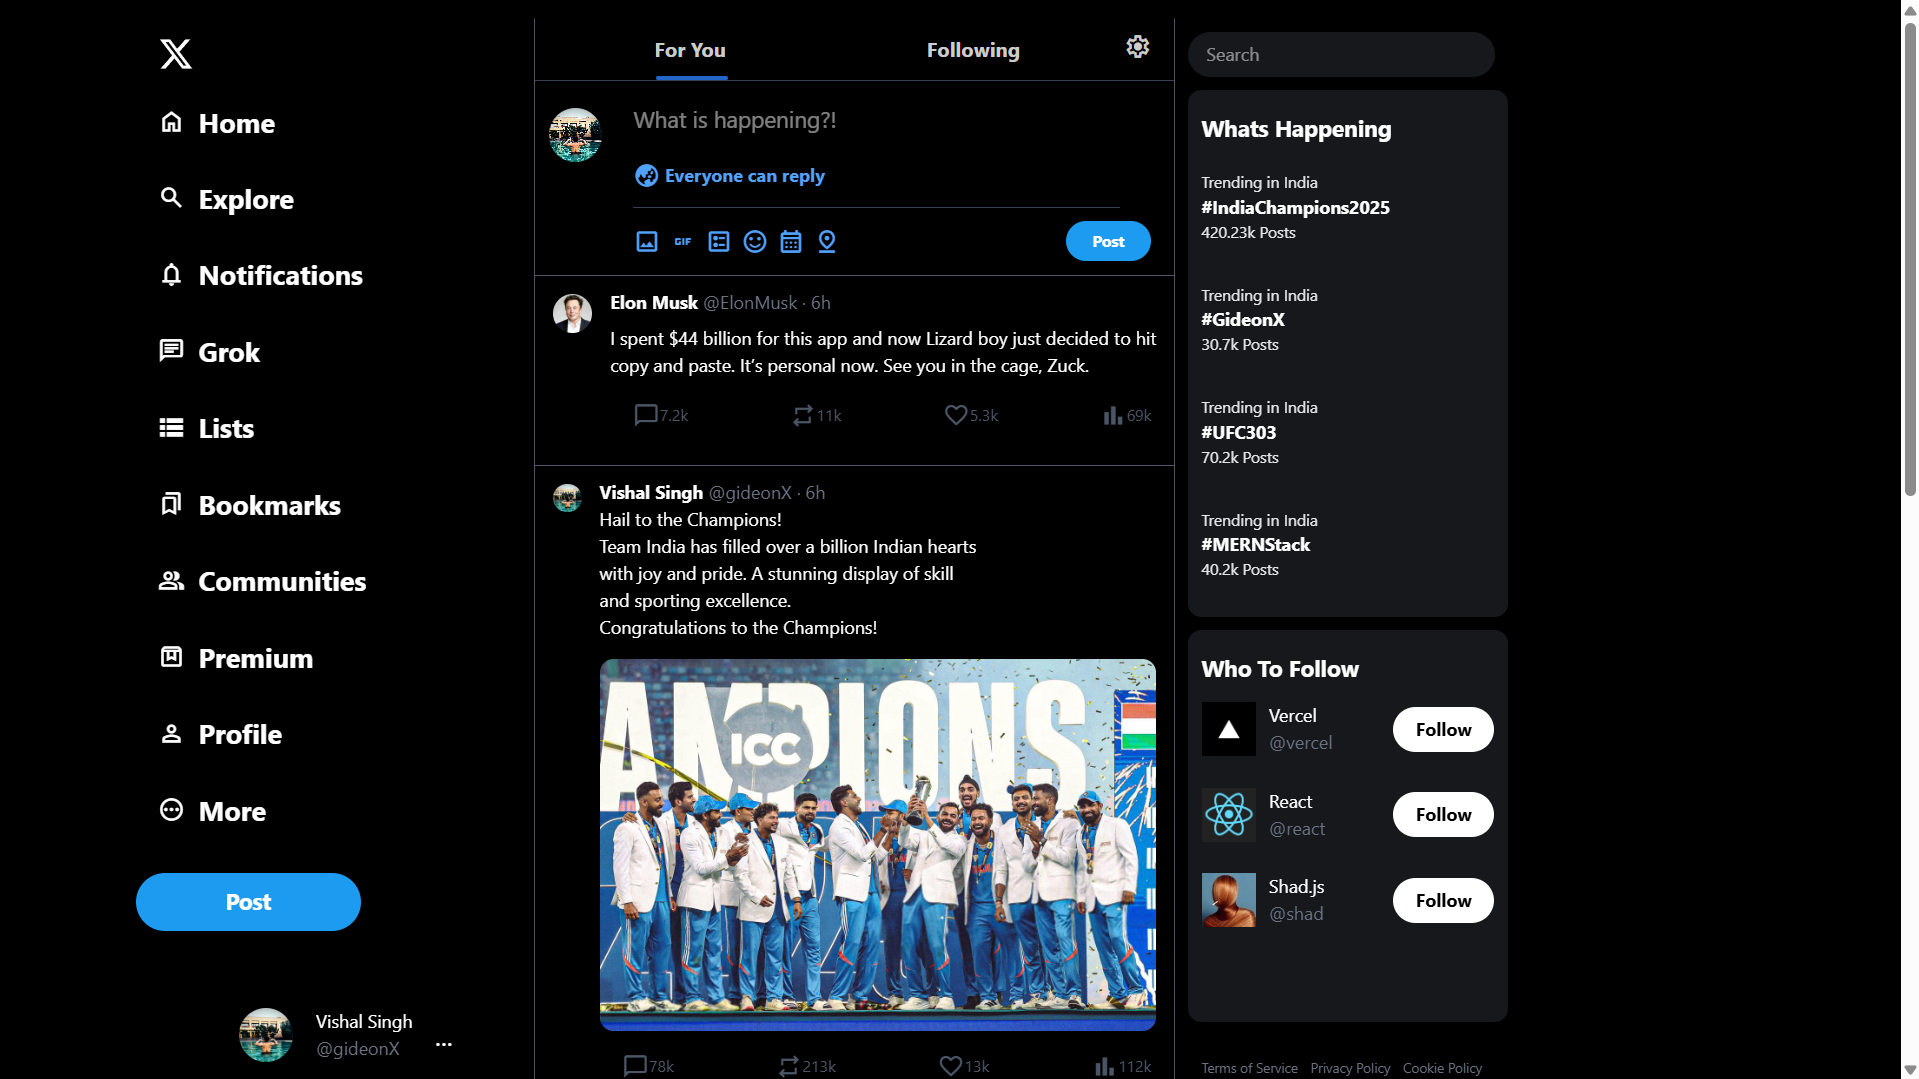 Home
Explore
Notifications
Grok
Lists
Bookmarks
Communities
Premium
Profile
More
Post
Vishal Singh
@gideonX
...
For You
Following
What is happening?!
Everyone can reply
GIF
Post
Elon Musk @ElonMusk · 6h
I spent $44 billion for this app and now Lizard boy just decided to hit
copy and paste. It’s personal now. See you in the cage, Zuck.
7.2k 11k 5.3k 69k
Vishal Singh @gideonX · 6h
Hail to the Champions!
Team India has filled over a billion Indian hearts
with joy and pride. A stunning display of skill
and sporting excellence.
Congratulations to the Champions!
AMPIONS
ICC
78k 213k 13k 112k
Search
Whats Happening
Trending in India
#IndiaChampions2025
420.23k Posts
Trending in India
#GideonX
30.7k Posts
Trending in India
#UFC303
70.2k Posts
Trending in India
#MERNStack
40.2k Posts
Who To Follow
Vercel
@vercel
Follow
React
@react
Follow
Shad.js
@shad
Follow
Terms of Service Privacy Policy Cookie Policy